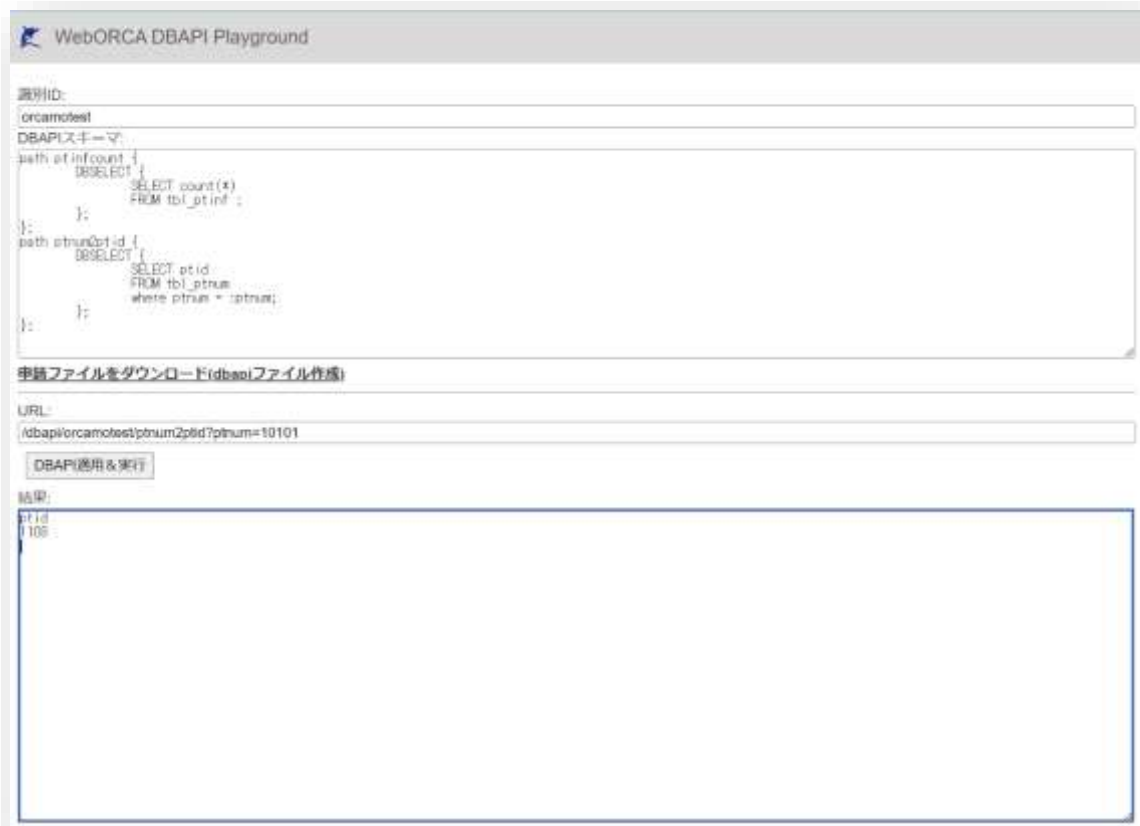 WebORCA DBAPI Playground
識別ID:
orcamotest
DBAPIスキーマ:
path ptinfcount {
DBSELECT {
SELECT count(*)
FROM tbl_ptinf ;
};
};
path ptnum2ptid {
DBSELECT {
SELECT ptid
FROM tbl_ptnum
where ptnum = :ptnum;
};
};
申請ファイルをダウンロード(dbapiファイル作成)
URL:
/dbapi/orcamotest/ptnum2ptid?ptnum=10101
DBAPI適用&実行
結果:
ptid